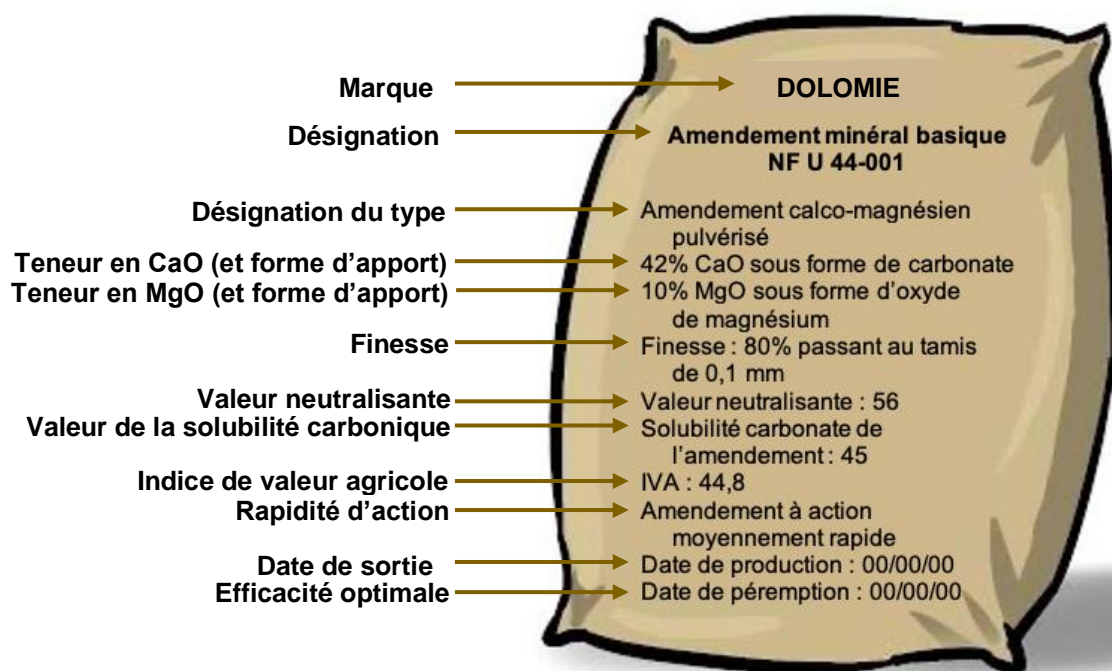 Marque
DOLOMIE
Désignation
Amendement minéral basique
NF U 44-001
Désignation du type
Amendement calco-magnésien
pulvérisé
Teneur en CaO (et forme d’apport)
42% CaO sous forme de carbonate
Teneur en MgO (et forme d’apport)
10% MgO sous forme d’oxyde
de magnésium
Finesse
Finesse : 80% passant au tamis
de 0,1 mm
Valeur neutralisante
Valeur neutralisante : 56
Valeur de la solubilité carbonique
Solubilité carbonate de
l’amendement : 45
Indice de valeur agricole
IVA : 44,8
Rapidité d’action
Amendement à action
moyennement rapide
Date de sortie
Date de production : 00/00/00
Efficacité optimale
Date de péremption : 00/00/00